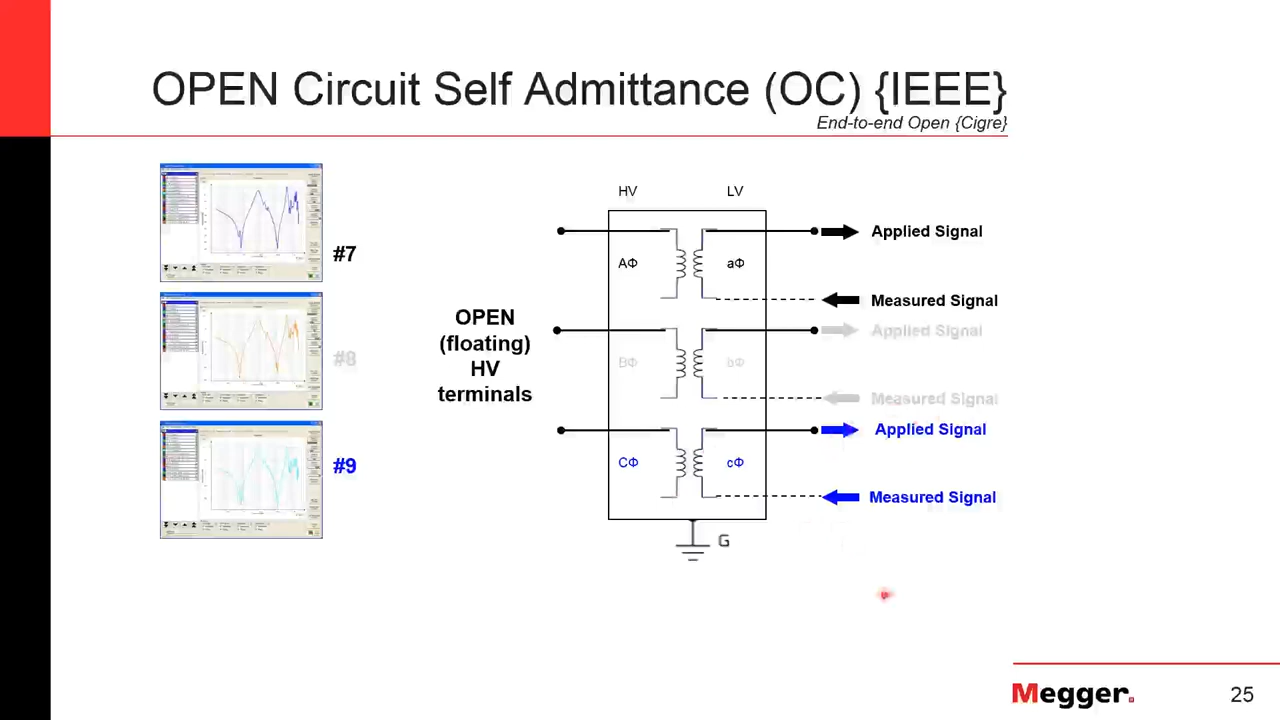 OPEN Circuit Self Admittance (OC) {IEEE}
End-to-end Open {Cigre}
#7
#8
#9
OPEN
(floating)
HV
terminals
HV
LV
AΦ
aΦ
BΦ
bΦ
CΦ
cΦ
G
Applied Signal
Measured Signal
Applied Signal
Measured Signal
Applied Signal
Measured Signal
Megger.
25